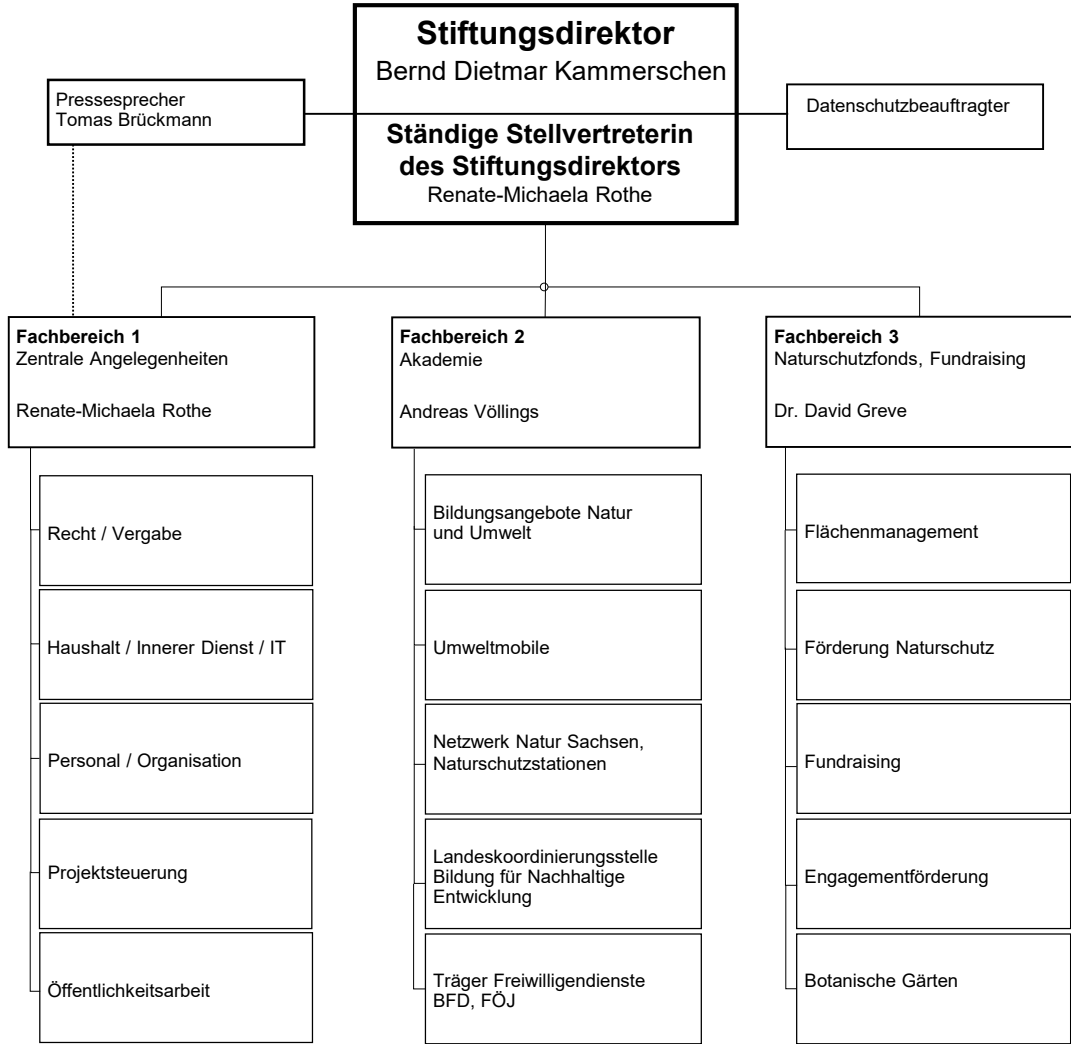 Stiftungsdirektor
Bernd Dietmar Kammerschen
Ständige Stellvertreterin
des Stiftungsdirektors
Renate-Michaela Rothe
Pressesprecher
Tomas Brückmann
Datenschutzbeauftragter
Fachbereich 1
Zentrale Angelegenheiten
Renate-Michaela Rothe
Recht / Vergabe
Haushalt / Innerer Dienst / IT
Personal / Organisation
Projektsteuerung
Öffentlichkeitsarbeit
Fachbereich 2
Akademie
Andreas Völlings
Bildungsangebote Natur
und Umwelt
Umweltmobile
Netzwerk Natur Sachsen,
Naturschutzstationen
Landeskoordinierungsstelle
Bildung für Nachhaltige
Entwicklung
Träger Freiwilligendienste
BFD, FÖJ
Fachbereich 3
Naturschutzfonds, Fundraising
Dr. David Greve
Flächenmanagement
Förderung Naturschutz
Fundraising
Engagementförderung
Botanische Gärten